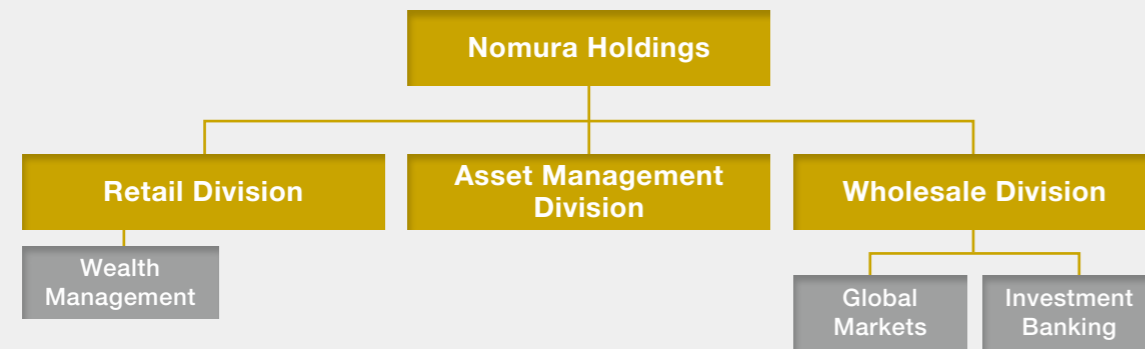 Nomura Holdings
Retail Division
Asset Management
Division
Wholesale Division
Wealth
Management
Global
Markets
Investment
Banking